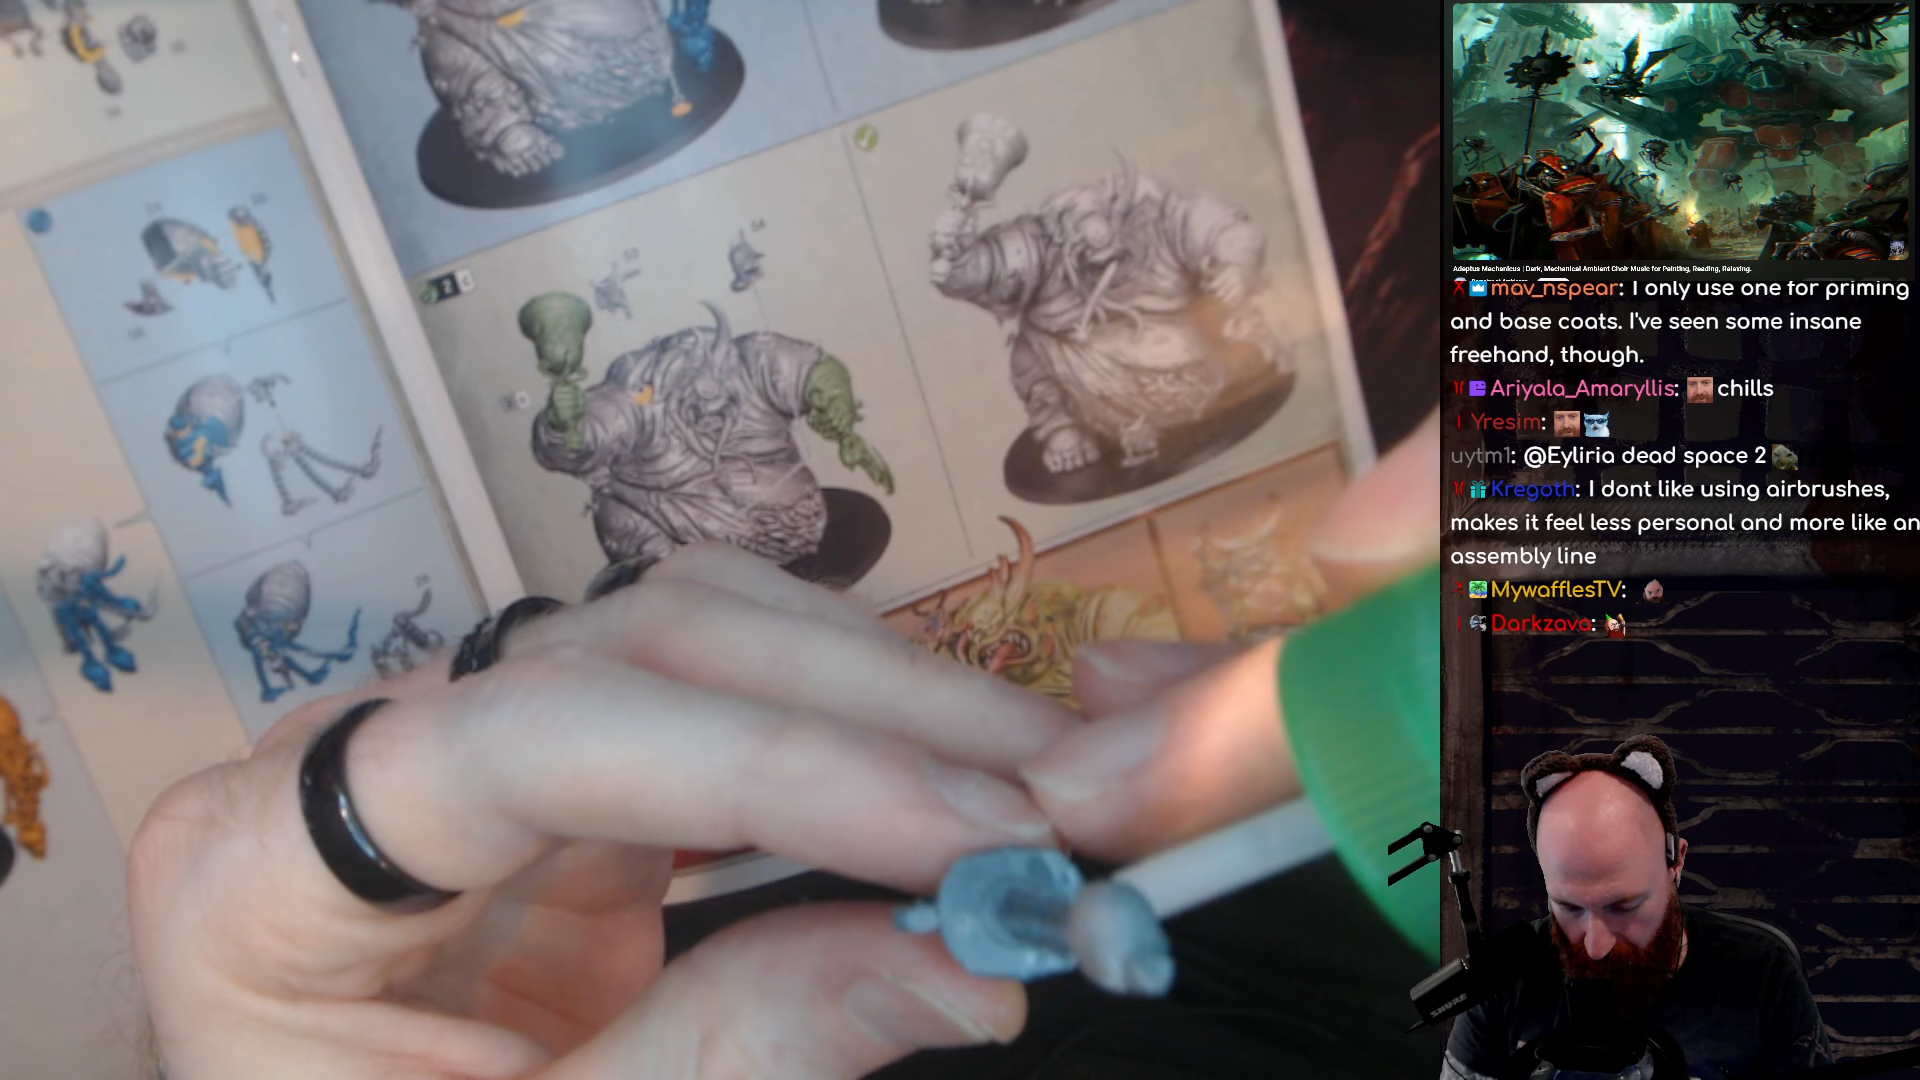 Adeptus Mechanicus | Dark, Mechanical Ambient Choir Music for Painting, Reading, Relaxing.
mav_nspear: I only use one for priming
and base coats. I've seen some insane
freehand, though.
Ariyala_Amaryllis: chills
Yresim:
uytm1: @Eyliria dead space 2
Kregoth: I dont like using airbrushes,
makes it feel less personal and more like an
assembly line
MywafflesTV:
Darkzava:
SHURE